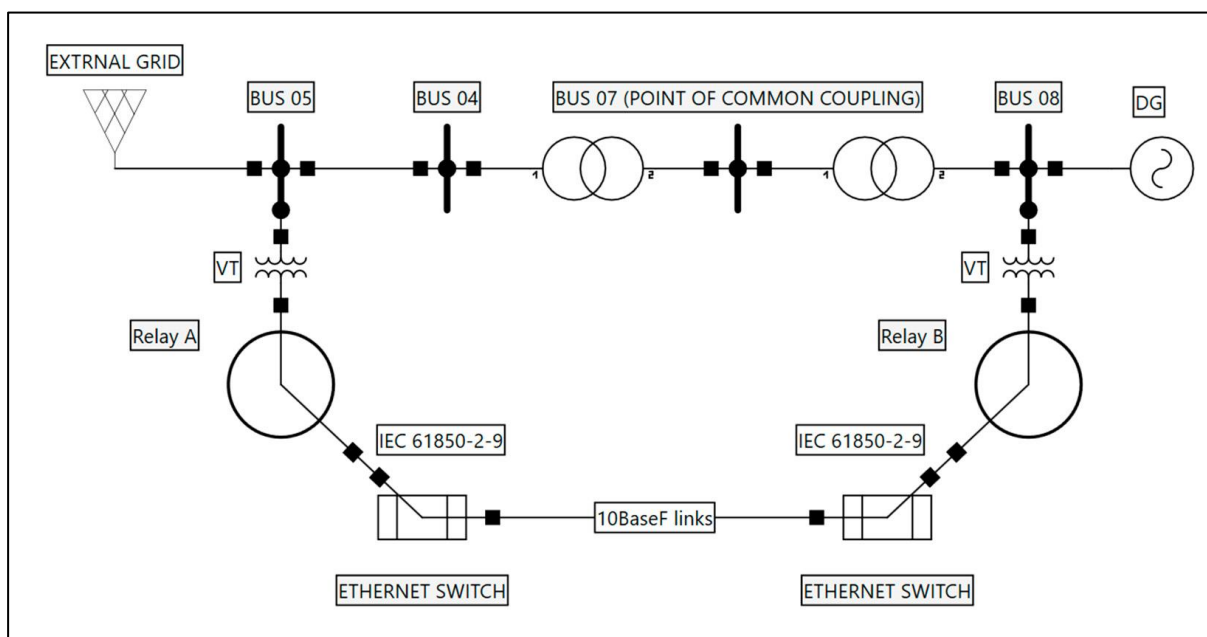 EXTRNAL GRID
BUS 05
BUS 04
BUS 07 (POINT OF COMMON COUPLING)
BUS 08
DG
1
2
1
2
VT
VT
Relay A
Relay B
IEC 61850-2-9
IEC 61850-2-9
10BaseF links
ETHERNET SWITCH
ETHERNET SWITCH